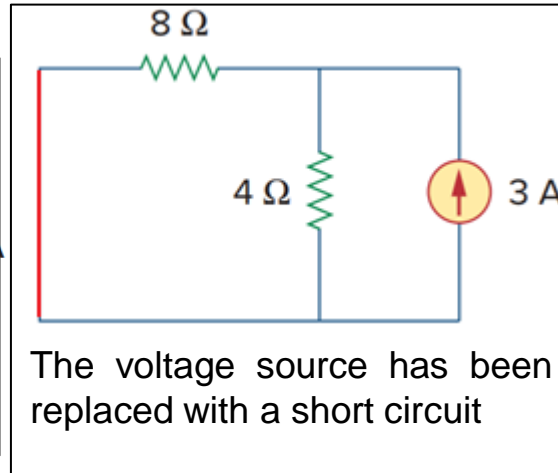 8 Ω
4 Ω
3 A
The voltage source has been
replaced with a short circuit